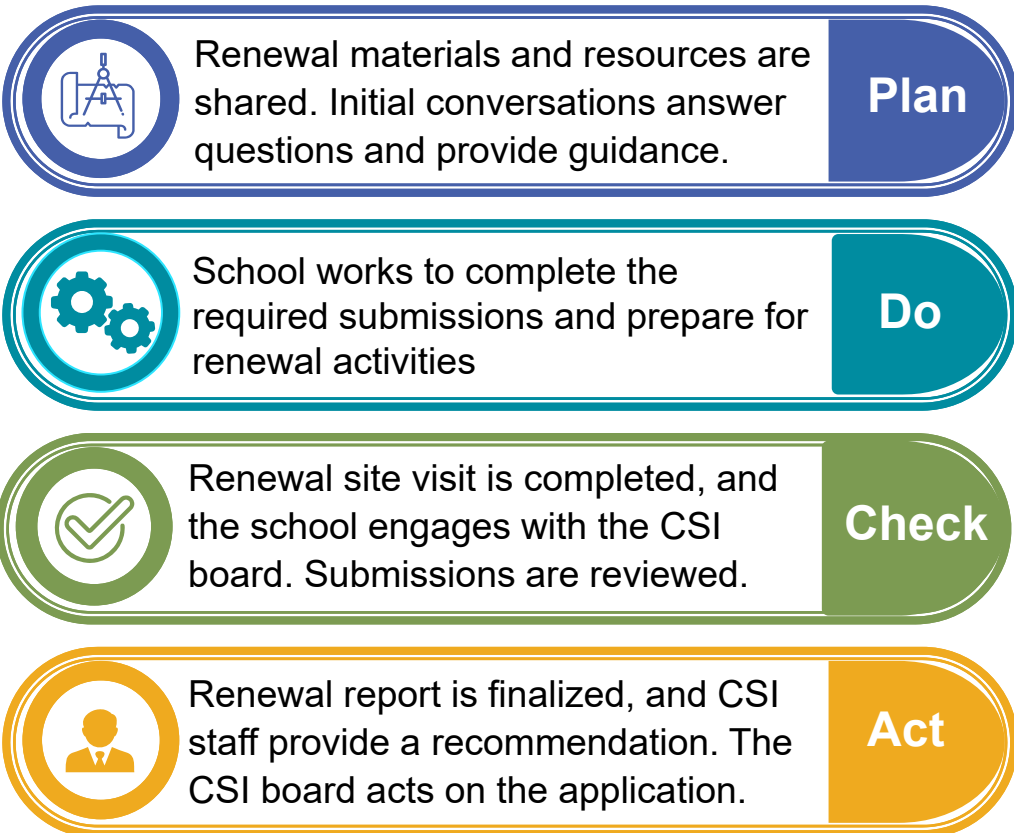 Renewal materials and resources are
shared. Initial conversations answer
questions and provide guidance.
Plan
School works to complete the
required submissions and prepare for
renewal activities
Do
Renewal site visit is completed, and
the school engages with the CSI
board. Submissions are reviewed.
Check
Renewal report is finalized, and CSI
staff provide a recommendation. The
CSI board acts on the application.
Act